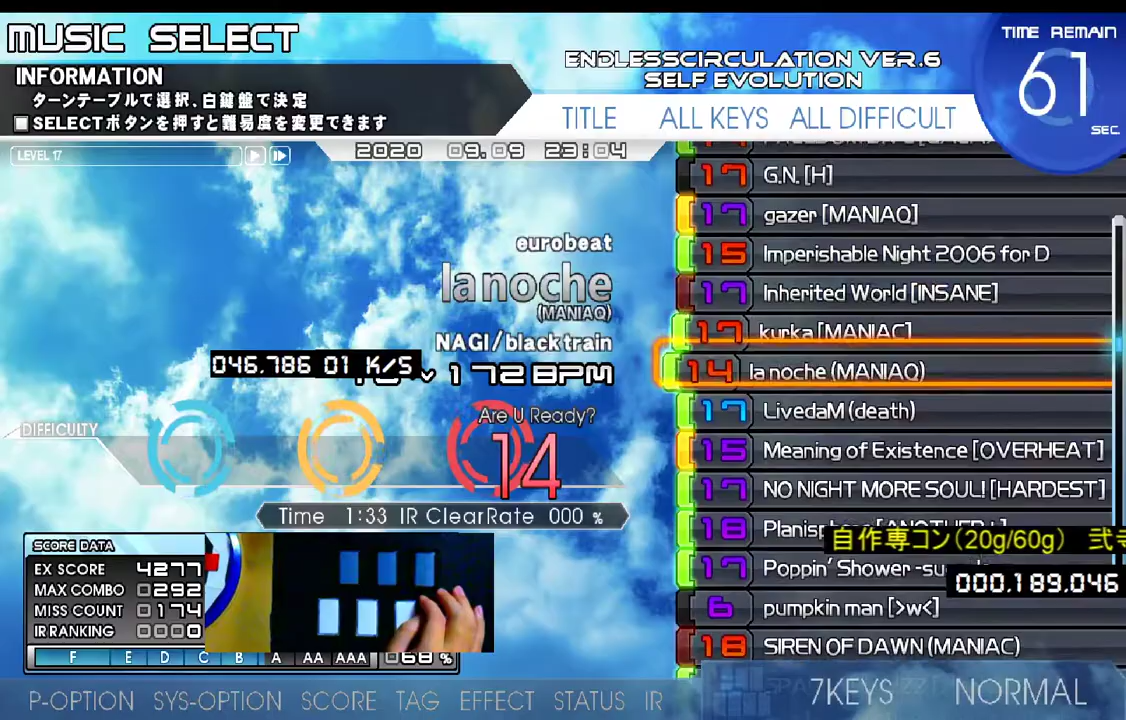 MUSIC SELECT
INFORMATION
ターンテーブルで選択、白鍵盤で決定
■SELECTボタンを押すと難易度を変更できます
ENDLESSCIRCULATION VER.6
SELF EVOLUTION
TITLE ALL KEYS ALL DIFFICULT
TIME REMAIN
61
SEC.
LEVEL 17
2020 09.09 23:04
17 G.N. [H]
17 gazer [MANIAQ]
15 Imperishable Night 2006 for D
17 Inherited World [INSANE]
17 kurka [MANIAC]
14 la noche (MANIAQ)
17 LivedaM (death)
15 Meaning of Existence [OVERHEAT]
17 NO NIGHT MORE SOUL! [HARDEST]
18
自作専コン(20g/60g)
17 Poppin' Shower
000,189,046
6 pumpkin man [>w<]
18 SIREN OF DAWN (MANIAC)
eurobeat
la noche
(MANIAQ)
NAGI/black train
046,786 01 K/S
172 BPM
Are U Ready?
DIFFICULTY
14
Time 1:33 IR ClearRate 000 %
SCORE DATA
EX SCORE 4277
MAX COMBO 0292
MISS COUNT 0174
IR RANKING 0000
F E D C B A AA AAA 068 %
P-OPTION SYS-OPTION SCORE TAG EFFECT STATUS IR
7KEYS NORMAL